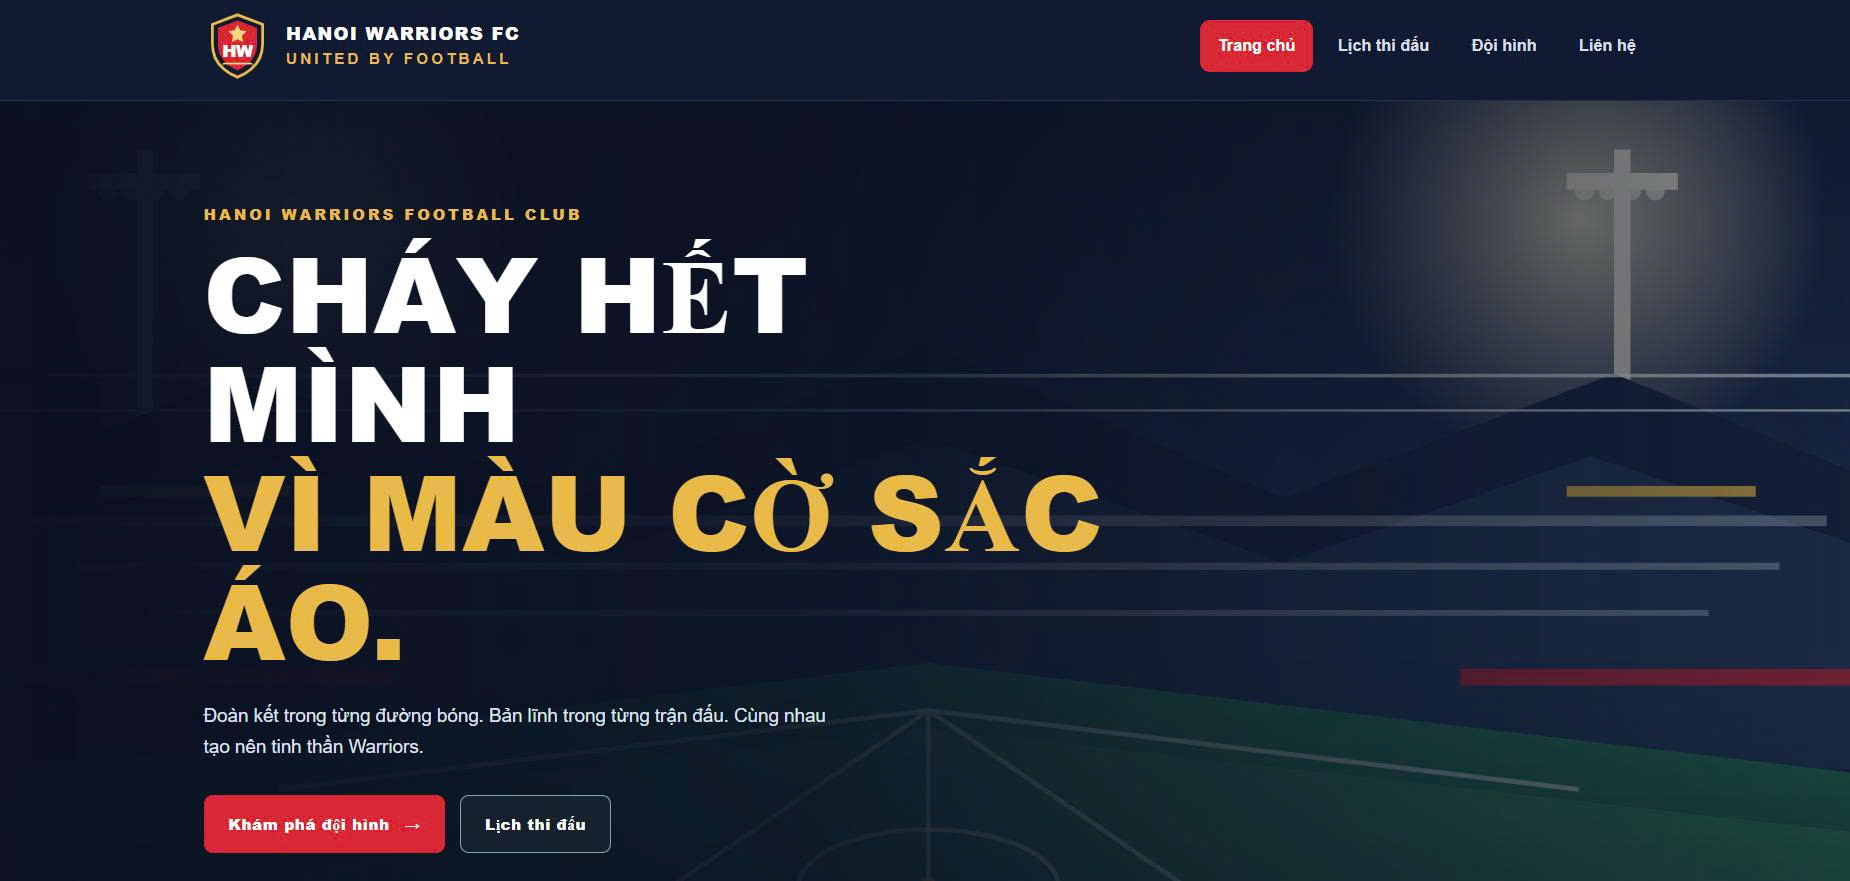 HW
HANOI WARRIORS FC
UNITED BY FOOTBALL
Trang chủ
Lịch thi đấu
Đội hình
Liên hệ
HANOI WARRIORS FOOTBALL CLUB
CHÁY HẾT
MÌNH
VÌ MÀU CỜ SẮC
ÁO.
Đoàn kết trong từng đường bóng. Bản lĩnh trong từng trận đấu. Cùng nhau
tạo nên tinh thần Warriors.
Khám phá đội hình →
Lịch thi đấu